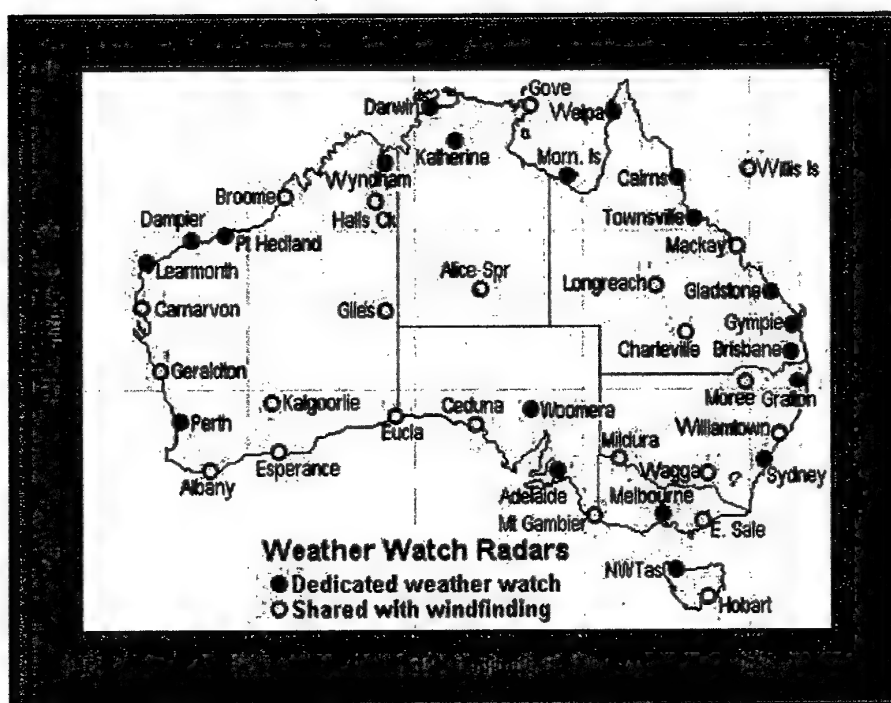 Gove
Darwin
Weipa
Katherine
Morn. Is
Willis Is
Wyndham
Cairns
Broome
Halls Ck
Dampier
Pt Hedland
Townsville
Mackay
Learmonth
Alice Spr
Longreach
Gladstone
Carnarvon
Giles
Gympie
Charleville
Brisbane
Geraldton
Moree
Grafton
Kalgoorlie
Ceduna
Woomera
Perth
Eucla
Williamtown
Mildura
Esperance
Wagga
Sydney
Albany
Adelaide
Melbourne
Mt Gambier
E. Sale
Weather Watch Radars
NWTas
Dedicated weather watch
Shared with windfinding
Hobart